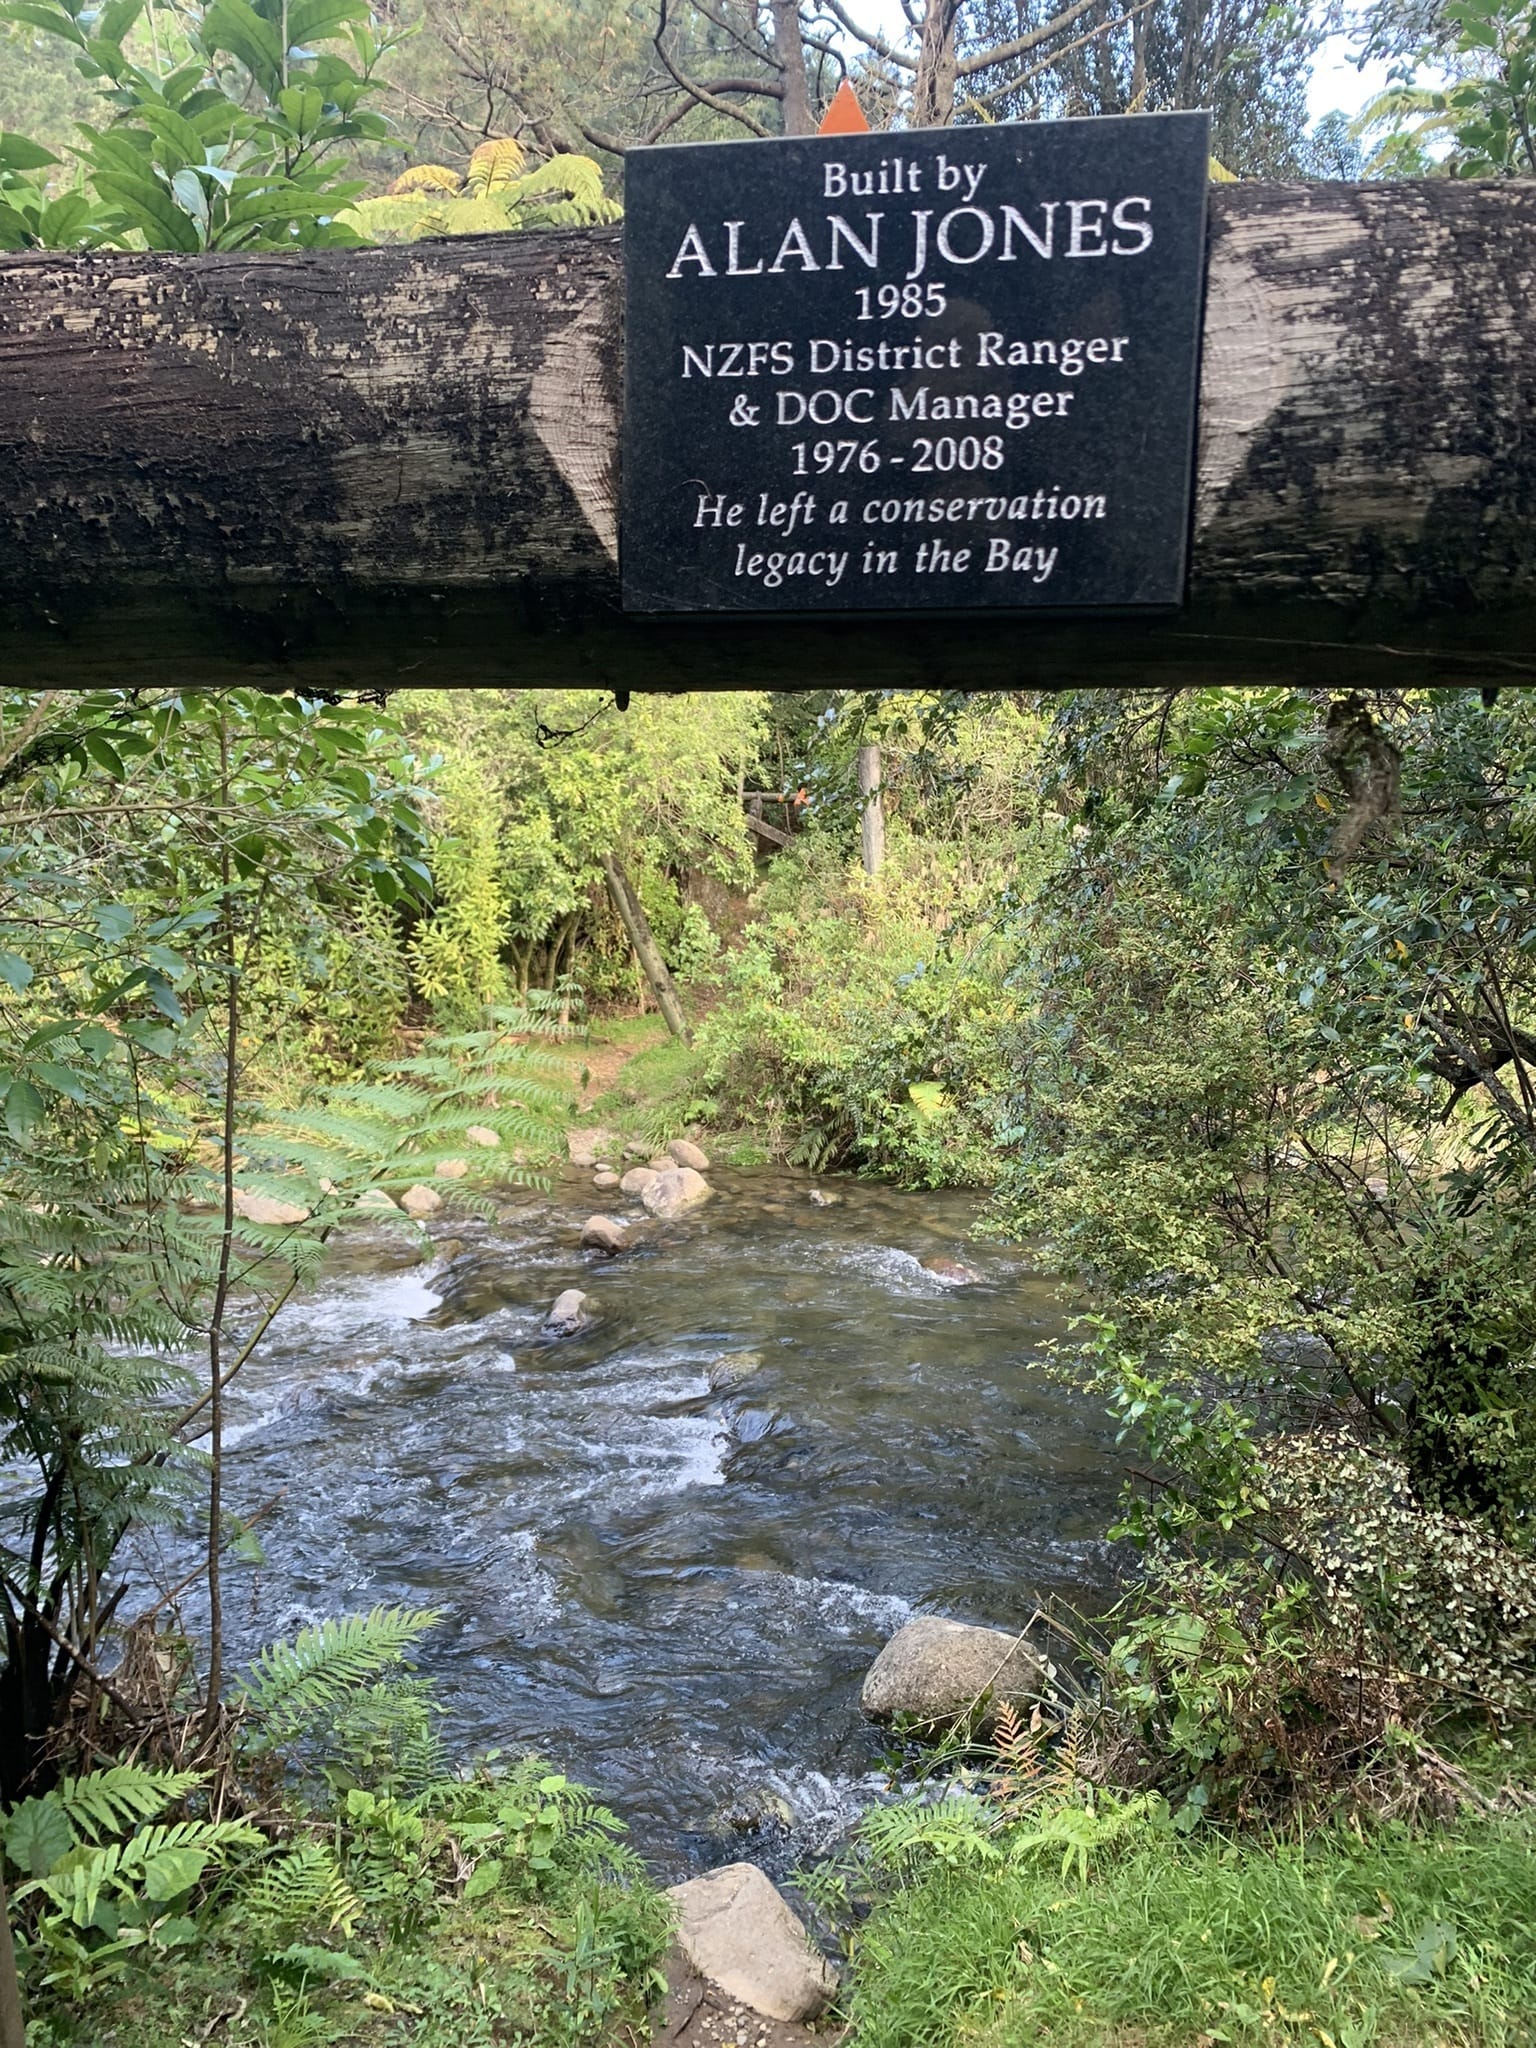 Built by
ALAN JONES
1985
NZFS District Ranger
& DOC Manager
1976-2008
He left a conservation
legacy in the Bay